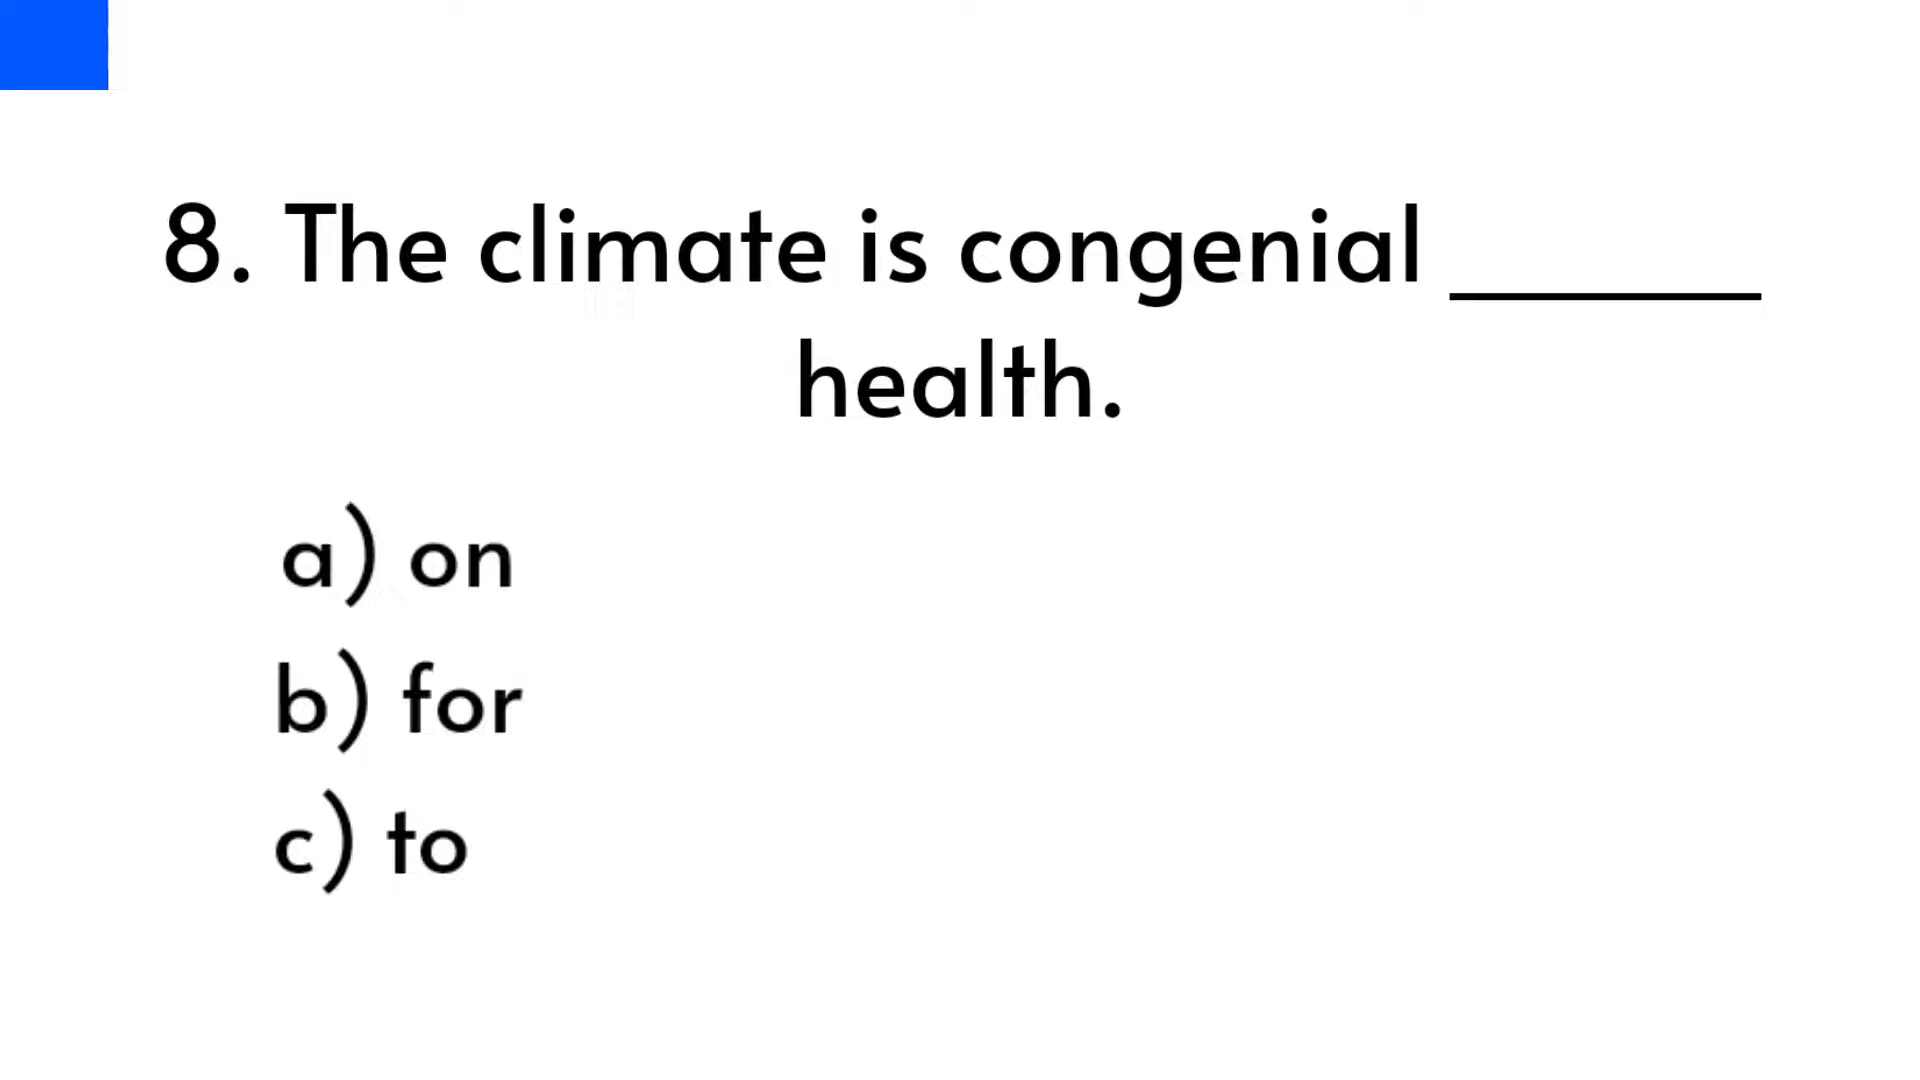 8. The climate is congenial ______
health.
a) on
b) for
c) to